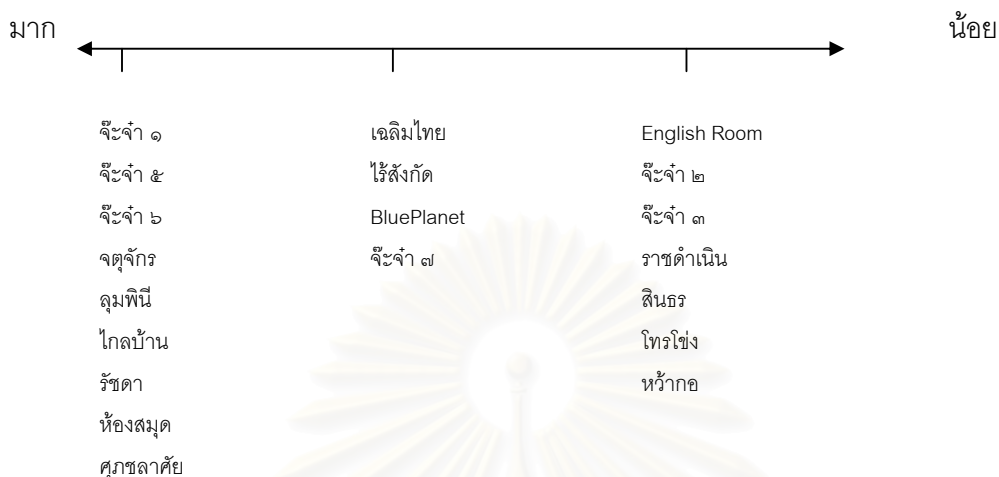 มาก น้อย
จ๊ะจ๋า ๑ เฉลิมไทย English Room
จ๊ะจ๋า ๕ ไร้สังกัด จ๊ะจ๋า ๒
จ๊ะจ๋า ๖ BluePlanet จ๊ะจ๋า ๓
จตุจักร จ๊ะจ๋า ๗ ราชดำเนิน
ลุมพินี สินธร
ไกลบ้าน โทรโข่ง
รัชดา หว้ากอ
ห้องสมุด
ศุภชลาศัย